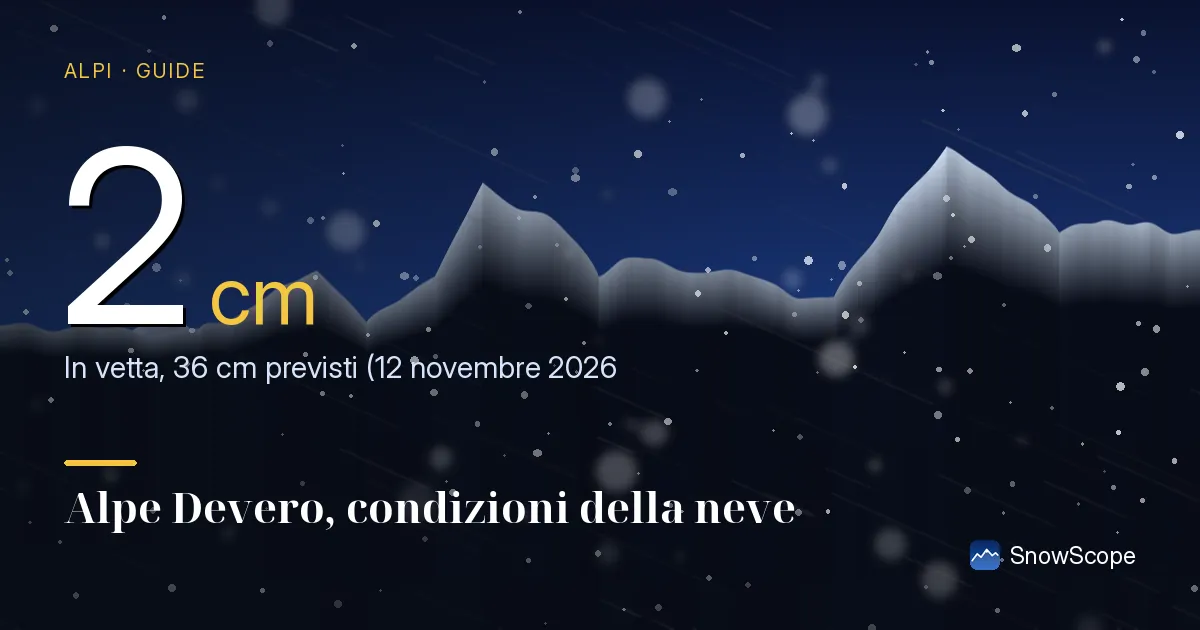 ALPI · GUIDE
2 cm
In vetta, 36 cm previsti (12 novembre 2026
Alpe Devero, condizioni della neve
SnowScope